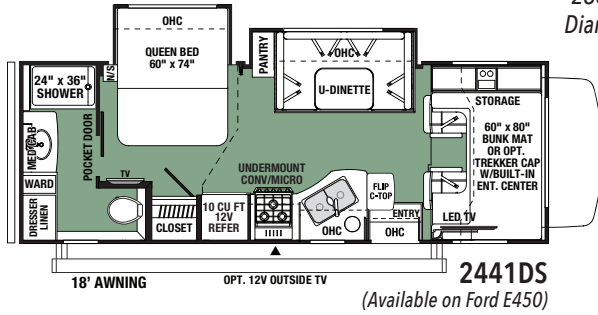 OHC
QUEEN BED
60" x 74"
N/S
PANTRY
OHC
U-DINETTE
24" x 36"
SHOWER
MED CAB
WARD
DRESSER
LINEN
POCKET DOOR
TV
CLOSET
10 CU FT
12V
REFER
UNDERMOUNT
CONV/MICRO
OHC
FLIP
C-TOP
ENTRY
OHC
STORAGE
60" x 80"
BUNK MAT
OR OPT.
TREKKER CAP
W/BUILT-IN
ENT. CENTER
LED TV
18' AWNING
OPT. 12V OUTSIDE TV
2441DS
(Available on Ford E450)